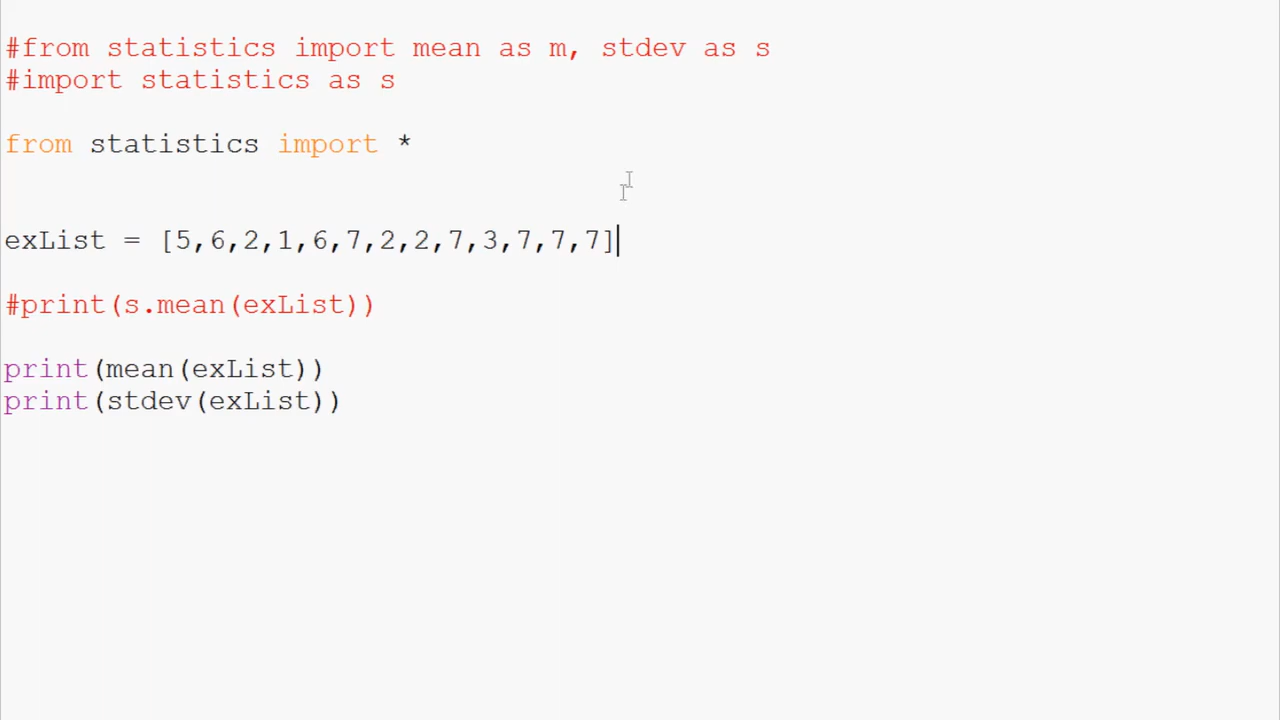 #from statistics import mean as m, stdev as s
#import statistics as s
from statistics import *
exList = [5,6,2,1,6,7,2,2,7,3,7,7,7]
#print(s.mean(exList))
print(mean(exList))
print(stdev(exList))